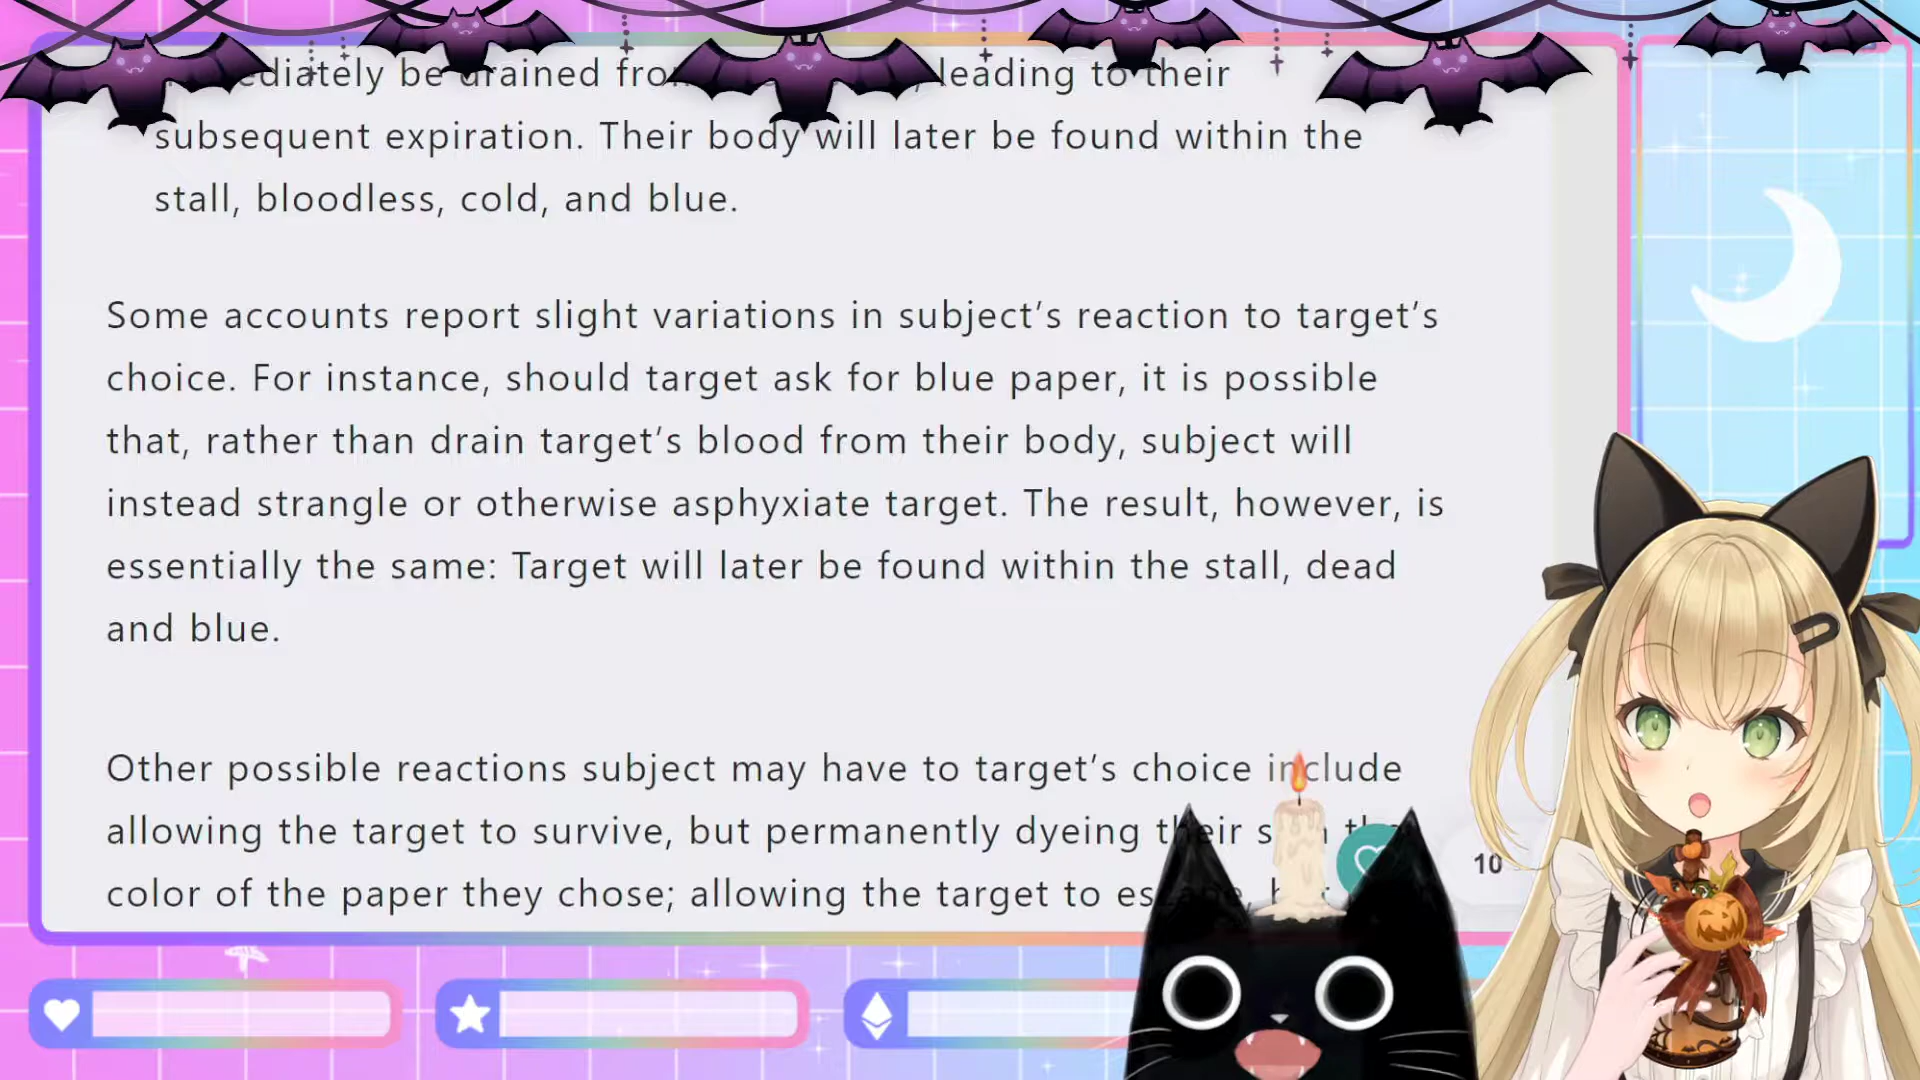 diately be drained fro leading to their
subsequent expiration. Their body will later be found within the
stall, bloodless, cold, and blue.
Some accounts report slight variations in subject’s reaction to target’s
choice. For instance, should target ask for blue paper, it is possible
that, rather than drain target’s blood from their body, subject will
instead strangle or otherwise asphyxiate target. The result, however, is
essentially the same: Target will later be found within the stall, dead
and blue.
Other possible reactions subject may have to target’s choice include
allowing the target to survive, but permanently dyeing their
color of the paper they chose; allowing the target to
10